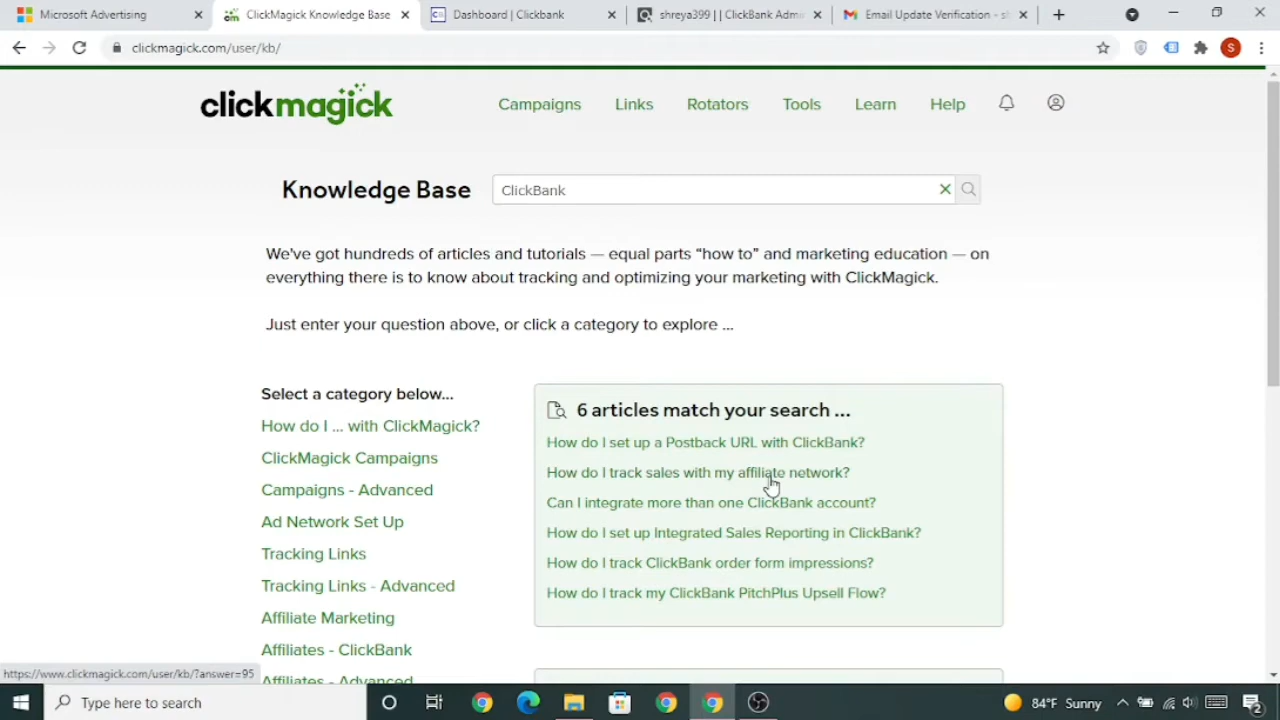 Microsoft Advertising
ClickMagick Knowledge Base
Dashboard | Clickbank
shreya399 | | ClickBank Admi
Email Update Verification - s
clickmagick.com/user/kb/
S
clickmagick
Campaigns
Links
Rotators
Tools
Learn
Help
Knowledge Base
ClickBank
We've got hundreds of articles and tutorials — equal parts “how to” and marketing education — on
everything there is to know about tracking and optimizing your marketing with ClickMagick.
Just enter your question above, or click a category to explore ...
Select a category below...
How do I ... with ClickMagick?
ClickMagick Campaigns
Campaigns - Advanced
Ad Network Set Up
Tracking Links
Tracking Links - Advanced
Affiliate Marketing
Affiliates - ClickBank
Affiliates - Advanced
6 articles match your search ...
How do I set up a Postback URL with ClickBank?
How do I track sales with my affiliate network?
Can I integrate more than one ClickBank account?
How do I set up Integrated Sales Reporting in ClickBank?
How do I track ClickBank order form impressions?
How do I track my ClickBank PitchPlus Upsell Flow?
https://www.clickmagick.com/user/kb/?answer=95
Type here to search
84°F Sunny
2